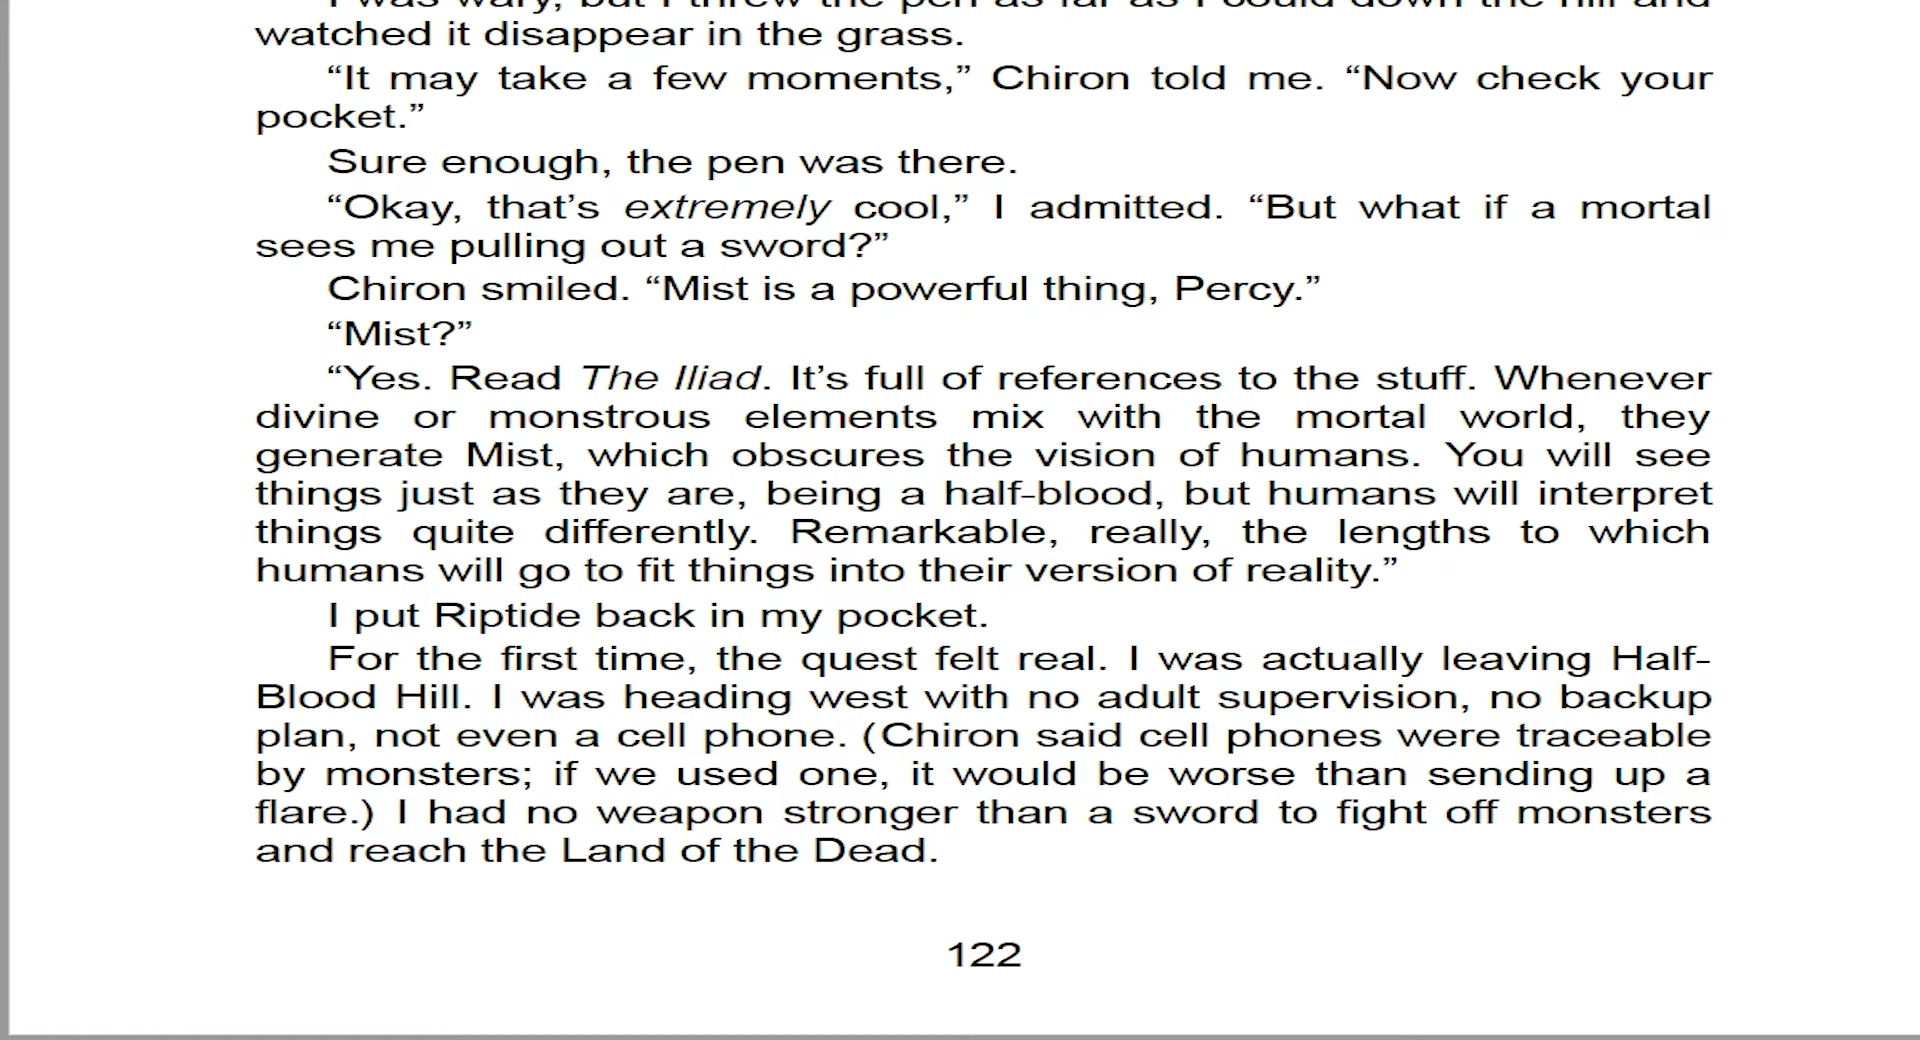 I was wary, but I threw the pen as far as I could down the hill and
watched it disappear in the grass.
“It may take a few moments,” Chiron told me. “Now check your
pocket.”
Sure enough, the pen was there.
“Okay, that’s extremely cool,” I admitted. “But what if a mortal
sees me pulling out a sword?”
Chiron smiled. “Mist is a powerful thing, Percy.”
“Mist?”
“Yes. Read The Iliad. It’s full of references to the stuff. Whenever
divine or monstrous elements mix with the mortal world, they
generate Mist, which obscures the vision of humans. You will see
things just as they are, being a half-blood, but humans will interpret
things quite differently. Remarkable, really, the lengths to which
humans will go to fit things into their version of reality.”
I put Riptide back in my pocket.
For the first time, the quest felt real. I was actually leaving Half-
Blood Hill. I was heading west with no adult supervision, no backup
plan, not even a cell phone. (Chiron said cell phones were traceable
by monsters; if we used one, it would be worse than sending up a
flare.) I had no weapon stronger than a sword to fight off monsters
and reach the Land of the Dead.
122